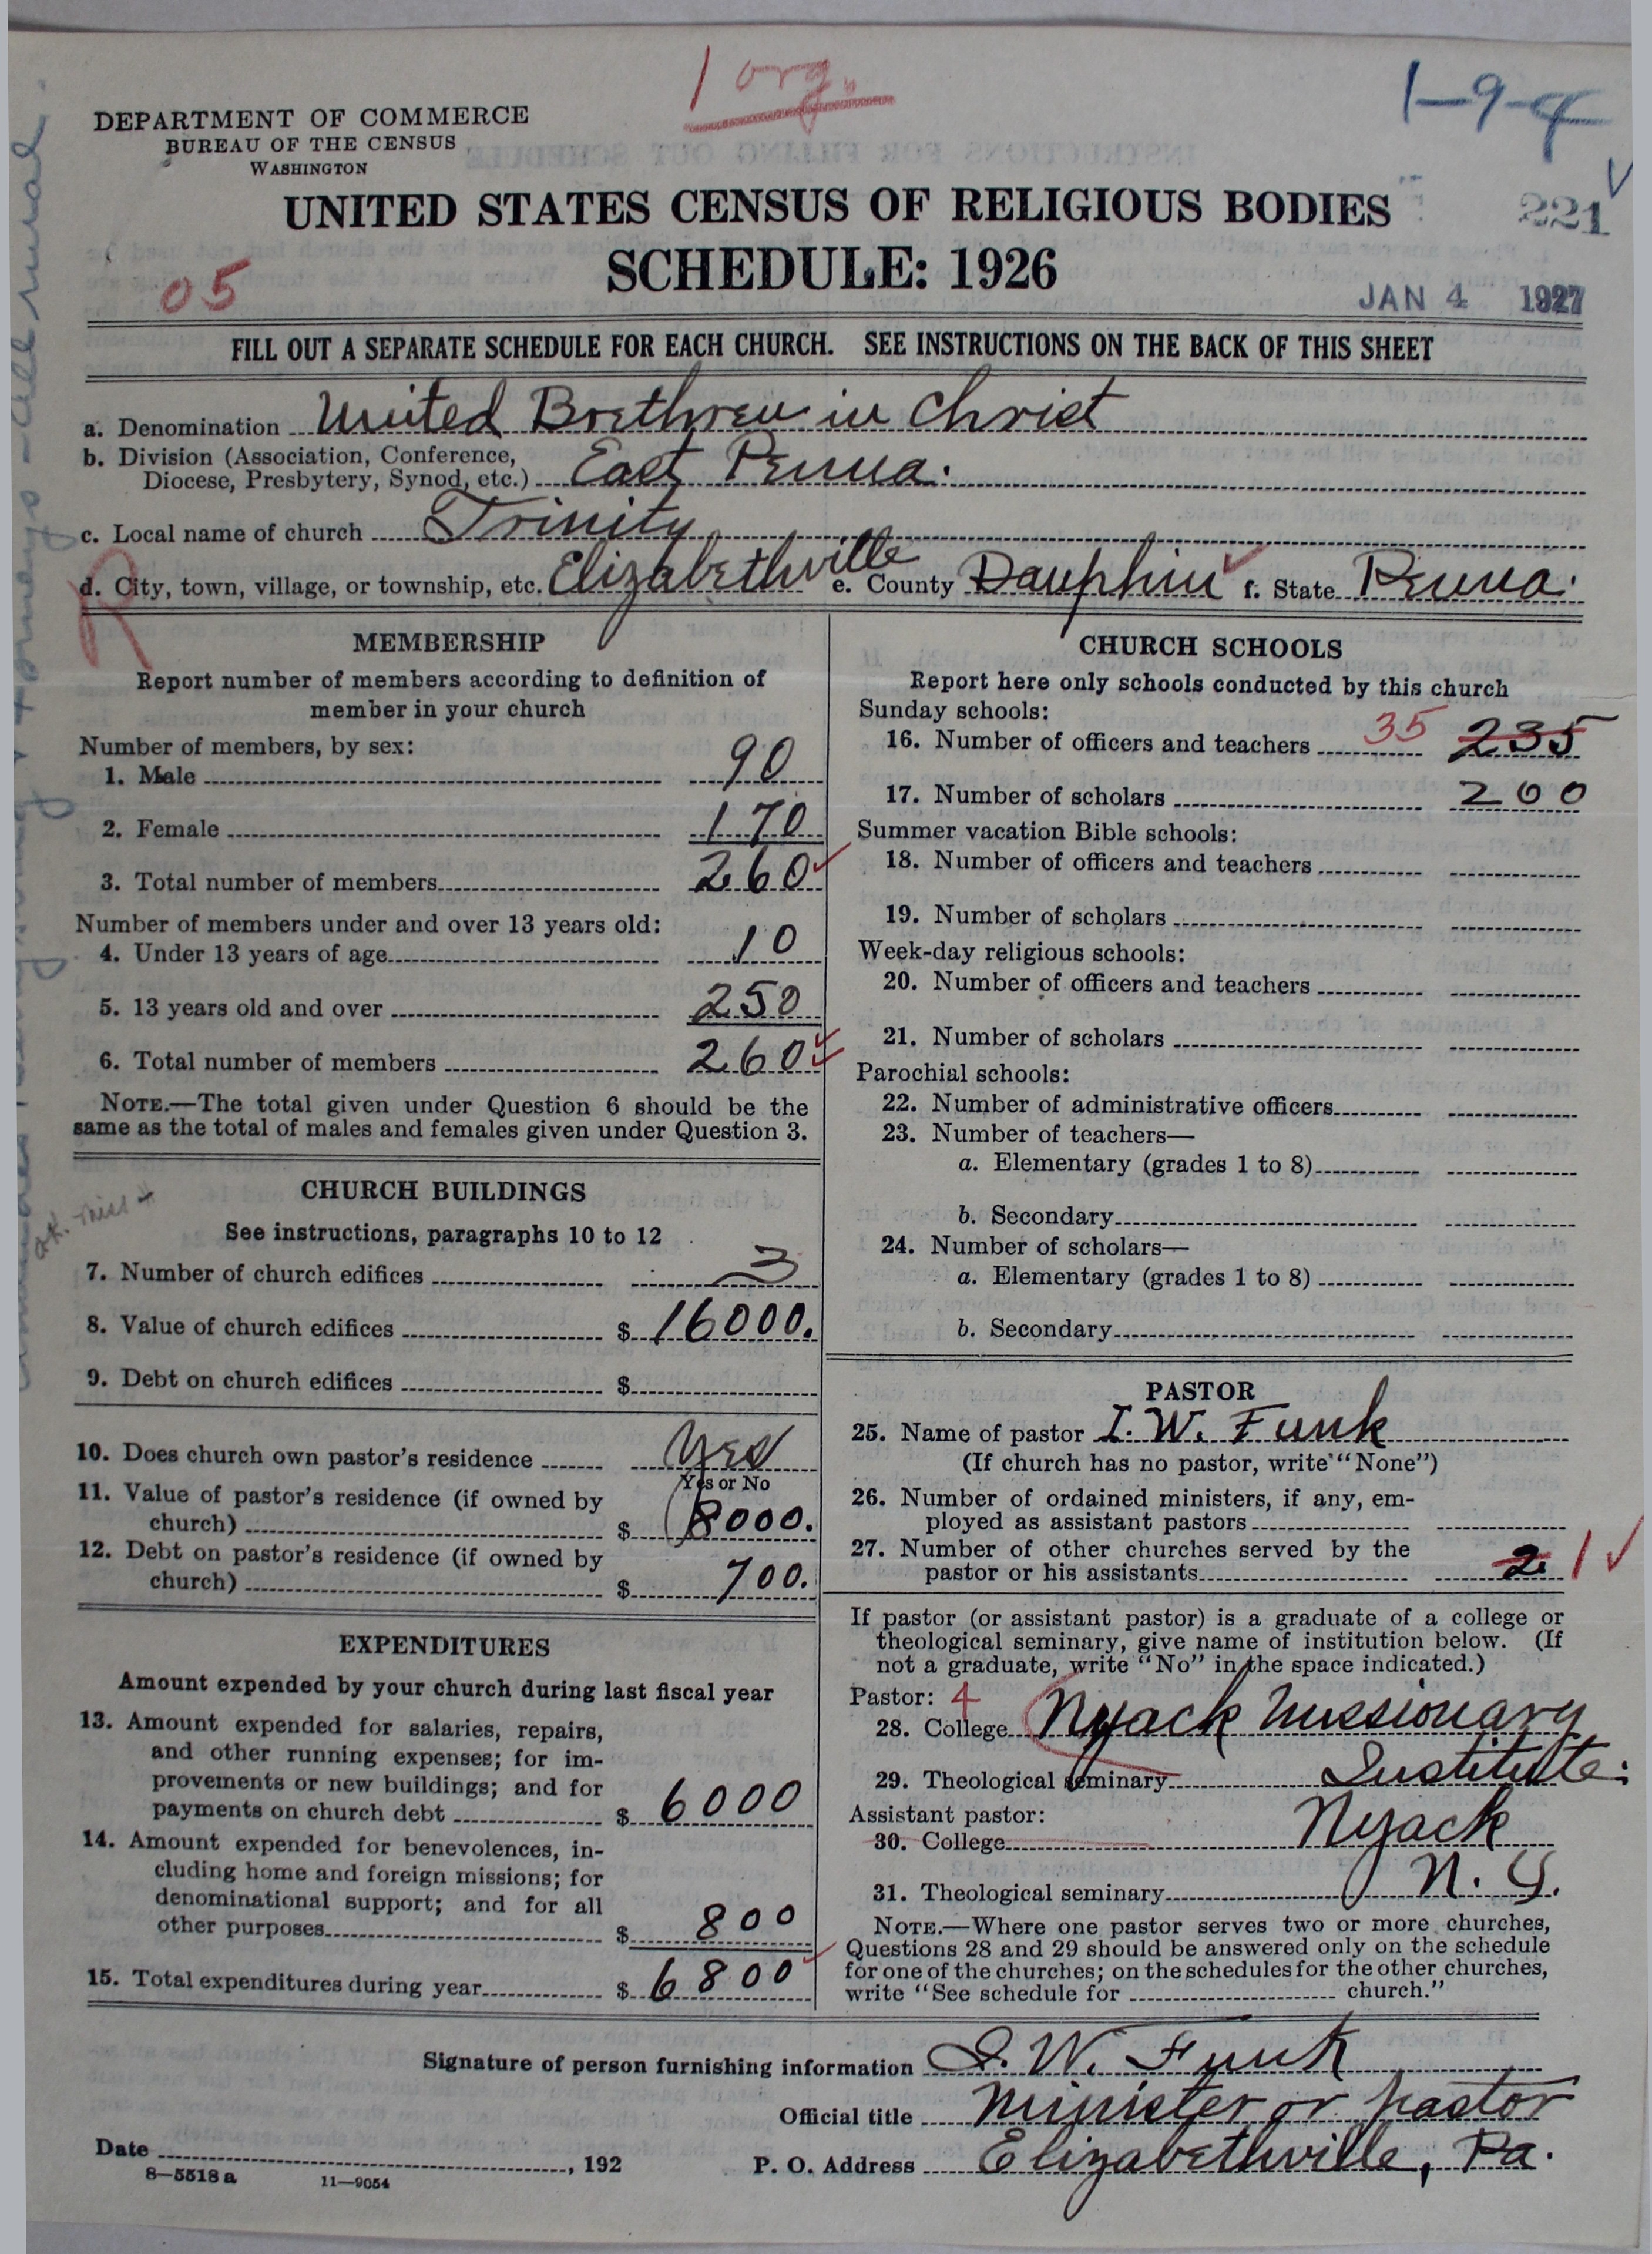 1 org.
1-9-4
DEPARTMENT OF COMMERCE
BUREAU OF THE CENSUS
WASHINGTON
UNITED STATES CENSUS OF RELIGIOUS BODIES
221
SCHEDULE: 1926
05
JAN 4 1927
FILL OUT A SEPARATE SCHEDULE FOR EACH CHURCH. SEE INSTRUCTIONS ON THE BACK OF THIS SHEET
a. Denomination United Brethren in Christ
b. Division (Association, Conference,
Diocese, Presbytery, Synod, etc.) East Penna.
c. Local name of church Trinity
d. City, town, village, or township, etc. Elizabethville e. County Dauphin f. State Penna.
R
MEMBERSHIP
Report number of members according to definition of
member in your church
Number of members, by sex:
1. Male 90
2. Female 170
3. Total number of members 260
Number of members under and over 13 years old:
4. Under 13 years of age 10
5. 13 years old and over 250
6. Total number of members 260
NOTE.—The total given under Question 6 should be the
same as the total of males and females given under Question 3.
CHURCH BUILDINGS
See instructions, paragraphs 10 to 12
7. Number of church edifices 3
8. Value of church edifices $ 16000.
9. Debt on church edifices $
10. Does church own pastor's residence Yes
Yes or No
11. Value of pastor's residence (if owned by
church) $ 8000.
12. Debt on pastor's residence (if owned by
church) $ 700.
EXPENDITURES
Amount expended by your church during last fiscal year
13. Amount expended for salaries, repairs,
and other running expenses; for im-
provements or new buildings; and for
payments on church debt $ 6000
14. Amount expended for benevolences, in-
cluding home and foreign missions; for
denominational support; and for all
other purposes $ 800
15. Total expenditures during year $ 6800
CHURCH SCHOOLS
Report here only schools conducted by this church
Sunday schools:
16. Number of officers and teachers 35 235
17. Number of scholars 200
Summer vacation Bible schools:
18. Number of officers and teachers
19. Number of scholars
Week-day religious schools:
20. Number of officers and teachers
21. Number of scholars
Parochial schools:
22. Number of administrative officers
23. Number of teachers—
a. Elementary (grades 1 to 8)
b. Secondary
24. Number of scholars—
a. Elementary (grades 1 to 8)
b. Secondary
PASTOR
25. Name of pastor I. W. Funk
(If church has no pastor, write "None")
26. Number of ordained ministers, if any, em-
ployed as assistant pastors
27. Number of other churches served by the
pastor or his assistants 2. 1
If pastor (or assistant pastor) is a graduate of a college or
theological seminary, give name of institution below. (If
not a graduate, write "No" in the space indicated.)
Pastor: 4
28. College Nyack Missionary
29. Theological seminary Institute.
Assistant pastor:
30. College Nyack
31. Theological seminary N. Y.
NOTE.—Where one pastor serves two or more churches,
Questions 28 and 29 should be answered only on the schedule
for one of the churches; on the schedules for the other churches,
write "See schedule for church."
Signature of person furnishing information I. W. Funk
Official title Minister or pastor
Date , 192
P. O. Address Elizabethville, Pa.
8—5518 a 11—9054